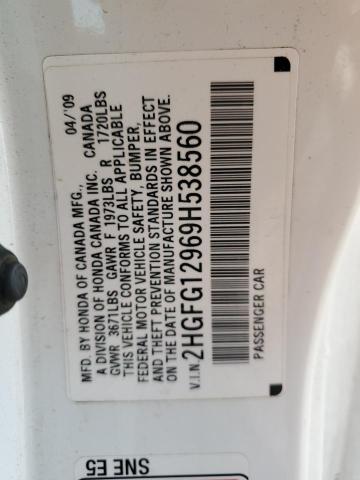 MFD. BY HONDA OF CANADA MFG., 04/'09
A DIVISION OF HONDA CANADA INC. CANADA
GVWR 3671LBS GAWR F 1973LBS R 1720LBS
THIS VEHICLE CONFORMS TO ALL APPLICABLE
FEDERAL MOTOR VEHICLE SAFETY, BUMPER,
AND THEFT PREVENTION STANDARDS IN EFFECT
ON THE DATE OF MANUFACTURE SHOWN ABOVE.
V.I.N. 2HGFG12969H538560
PASSENGER CAR
SNE E5